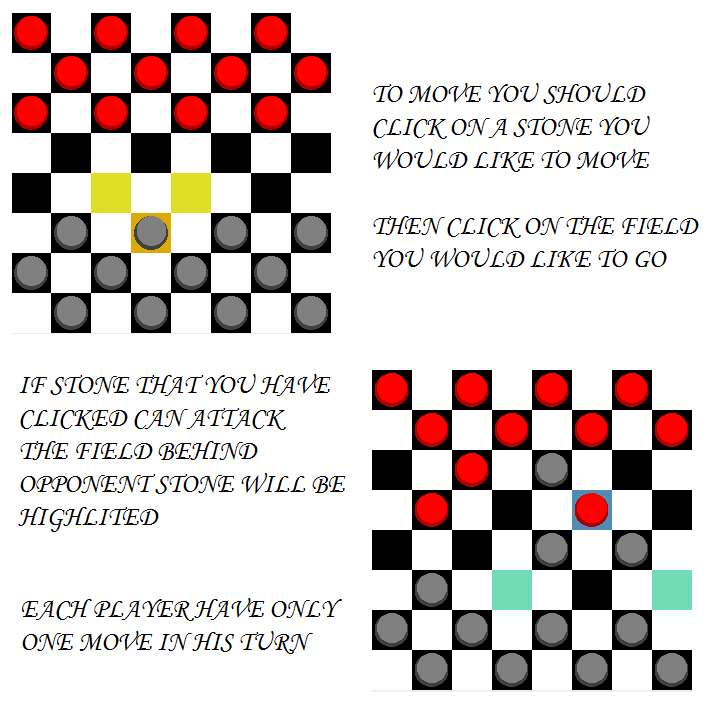 TO MOVE YOU SHOULD
CLICK ON A STONE YOU
WOULD LIKE TO MOVE
THEN CLICK ON THE FIELD
YOU WOULD LIKE TO GO
IF STONE THAT YOU HAVE
CLICKED CAN ATTACK
THE FIELD BEHIND
OPPONENT STONE WILL BE
HIGHLITED
EACH PLAYER HAVE ONLY
ONE MOVE IN HIS TURN